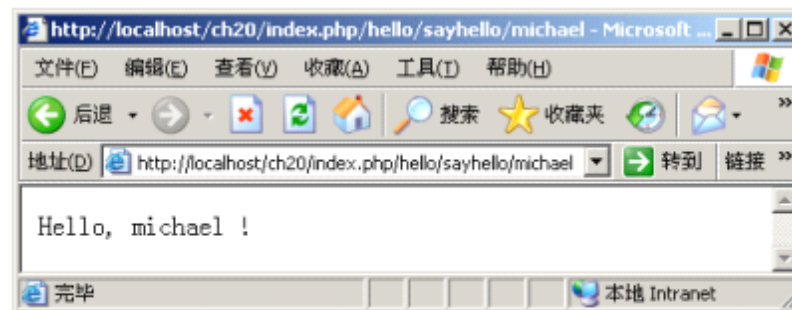 http://localhost/ch20/index.php/hello/sayhello/michael - Microsoft ...
文件(F) 编辑(E) 查看(V) 收藏(A) 工具(T) 帮助(H)
后退 搜索 收藏夹 »
地址(D) http://localhost/ch20/index.php/hello/sayhello/michael 转到 链接 »
Hello, michael !
完毕 本地 Intranet